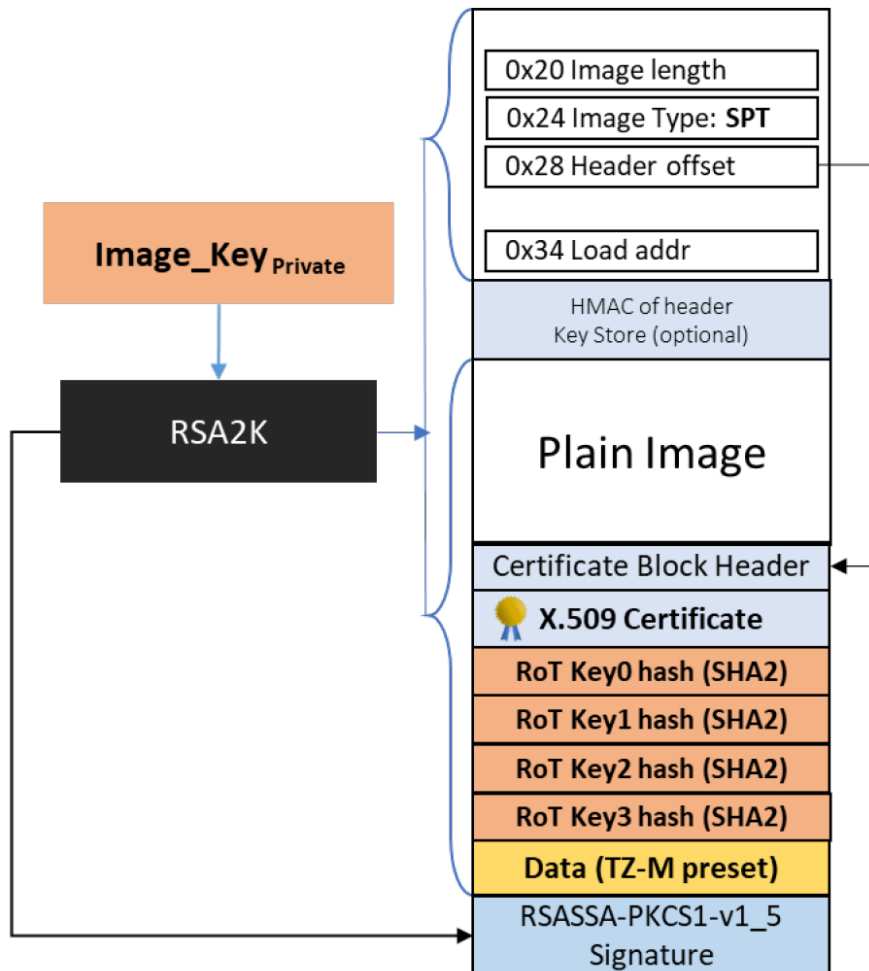 0x20 Image length
0x24 Image Type: SPT
0x28 Header offset
0x34 Load addr
Image_Key Private
HMAC of header
Key Store (optional)
RSA2K
Plain Image
Certificate Block Header
X.509 Certificate
RoT Key0 hash (SHA2)
RoT Key1 hash (SHA2)
RoT Key2 hash (SHA2)
RoT Key3 hash (SHA2)
Data (TZ-M preset)
RSASSA-PKCS1-v1_5
Signature